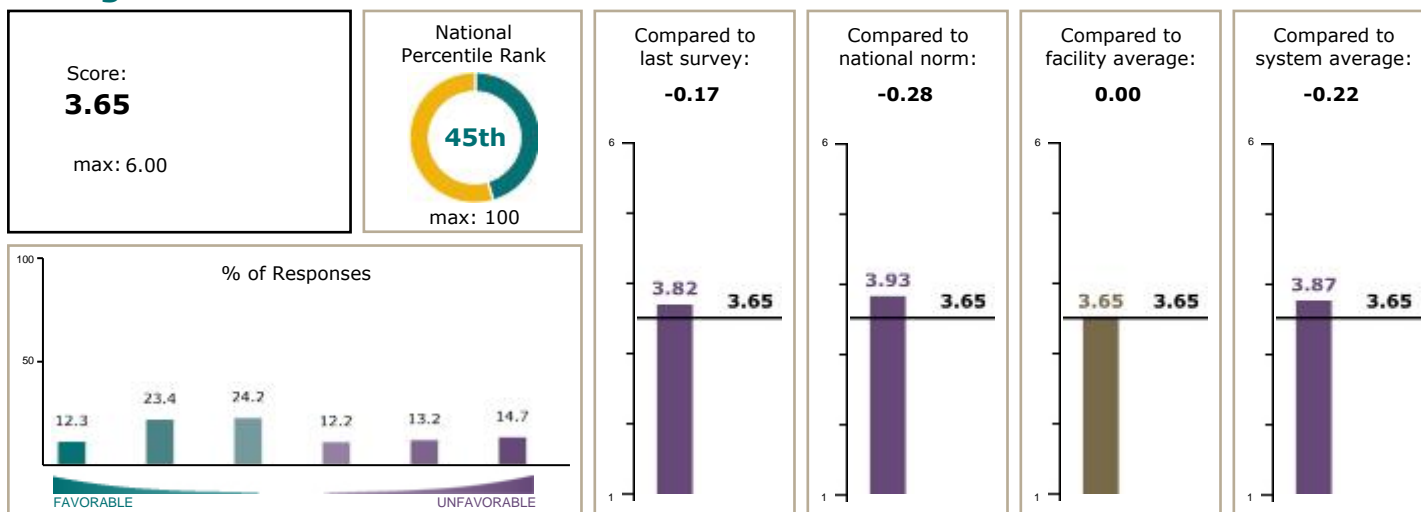 Score:
3.65
max: 6.00
National
Percentile Rank
45th
max: 100
Compared to
last survey:
-0.17
6
3.82
3.65
1
Compared to
national norm:
-0.28
6
3.93
3.65
1
Compared to
facility average:
0.00
6
3.65
3.65
1
Compared to
system average:
-0.22
6
3.87
3.65
1
% of Responses
100
50
12.3
23.4
24.2
12.2
13.2
14.7
FAVORABLE
UNFAVORABLE